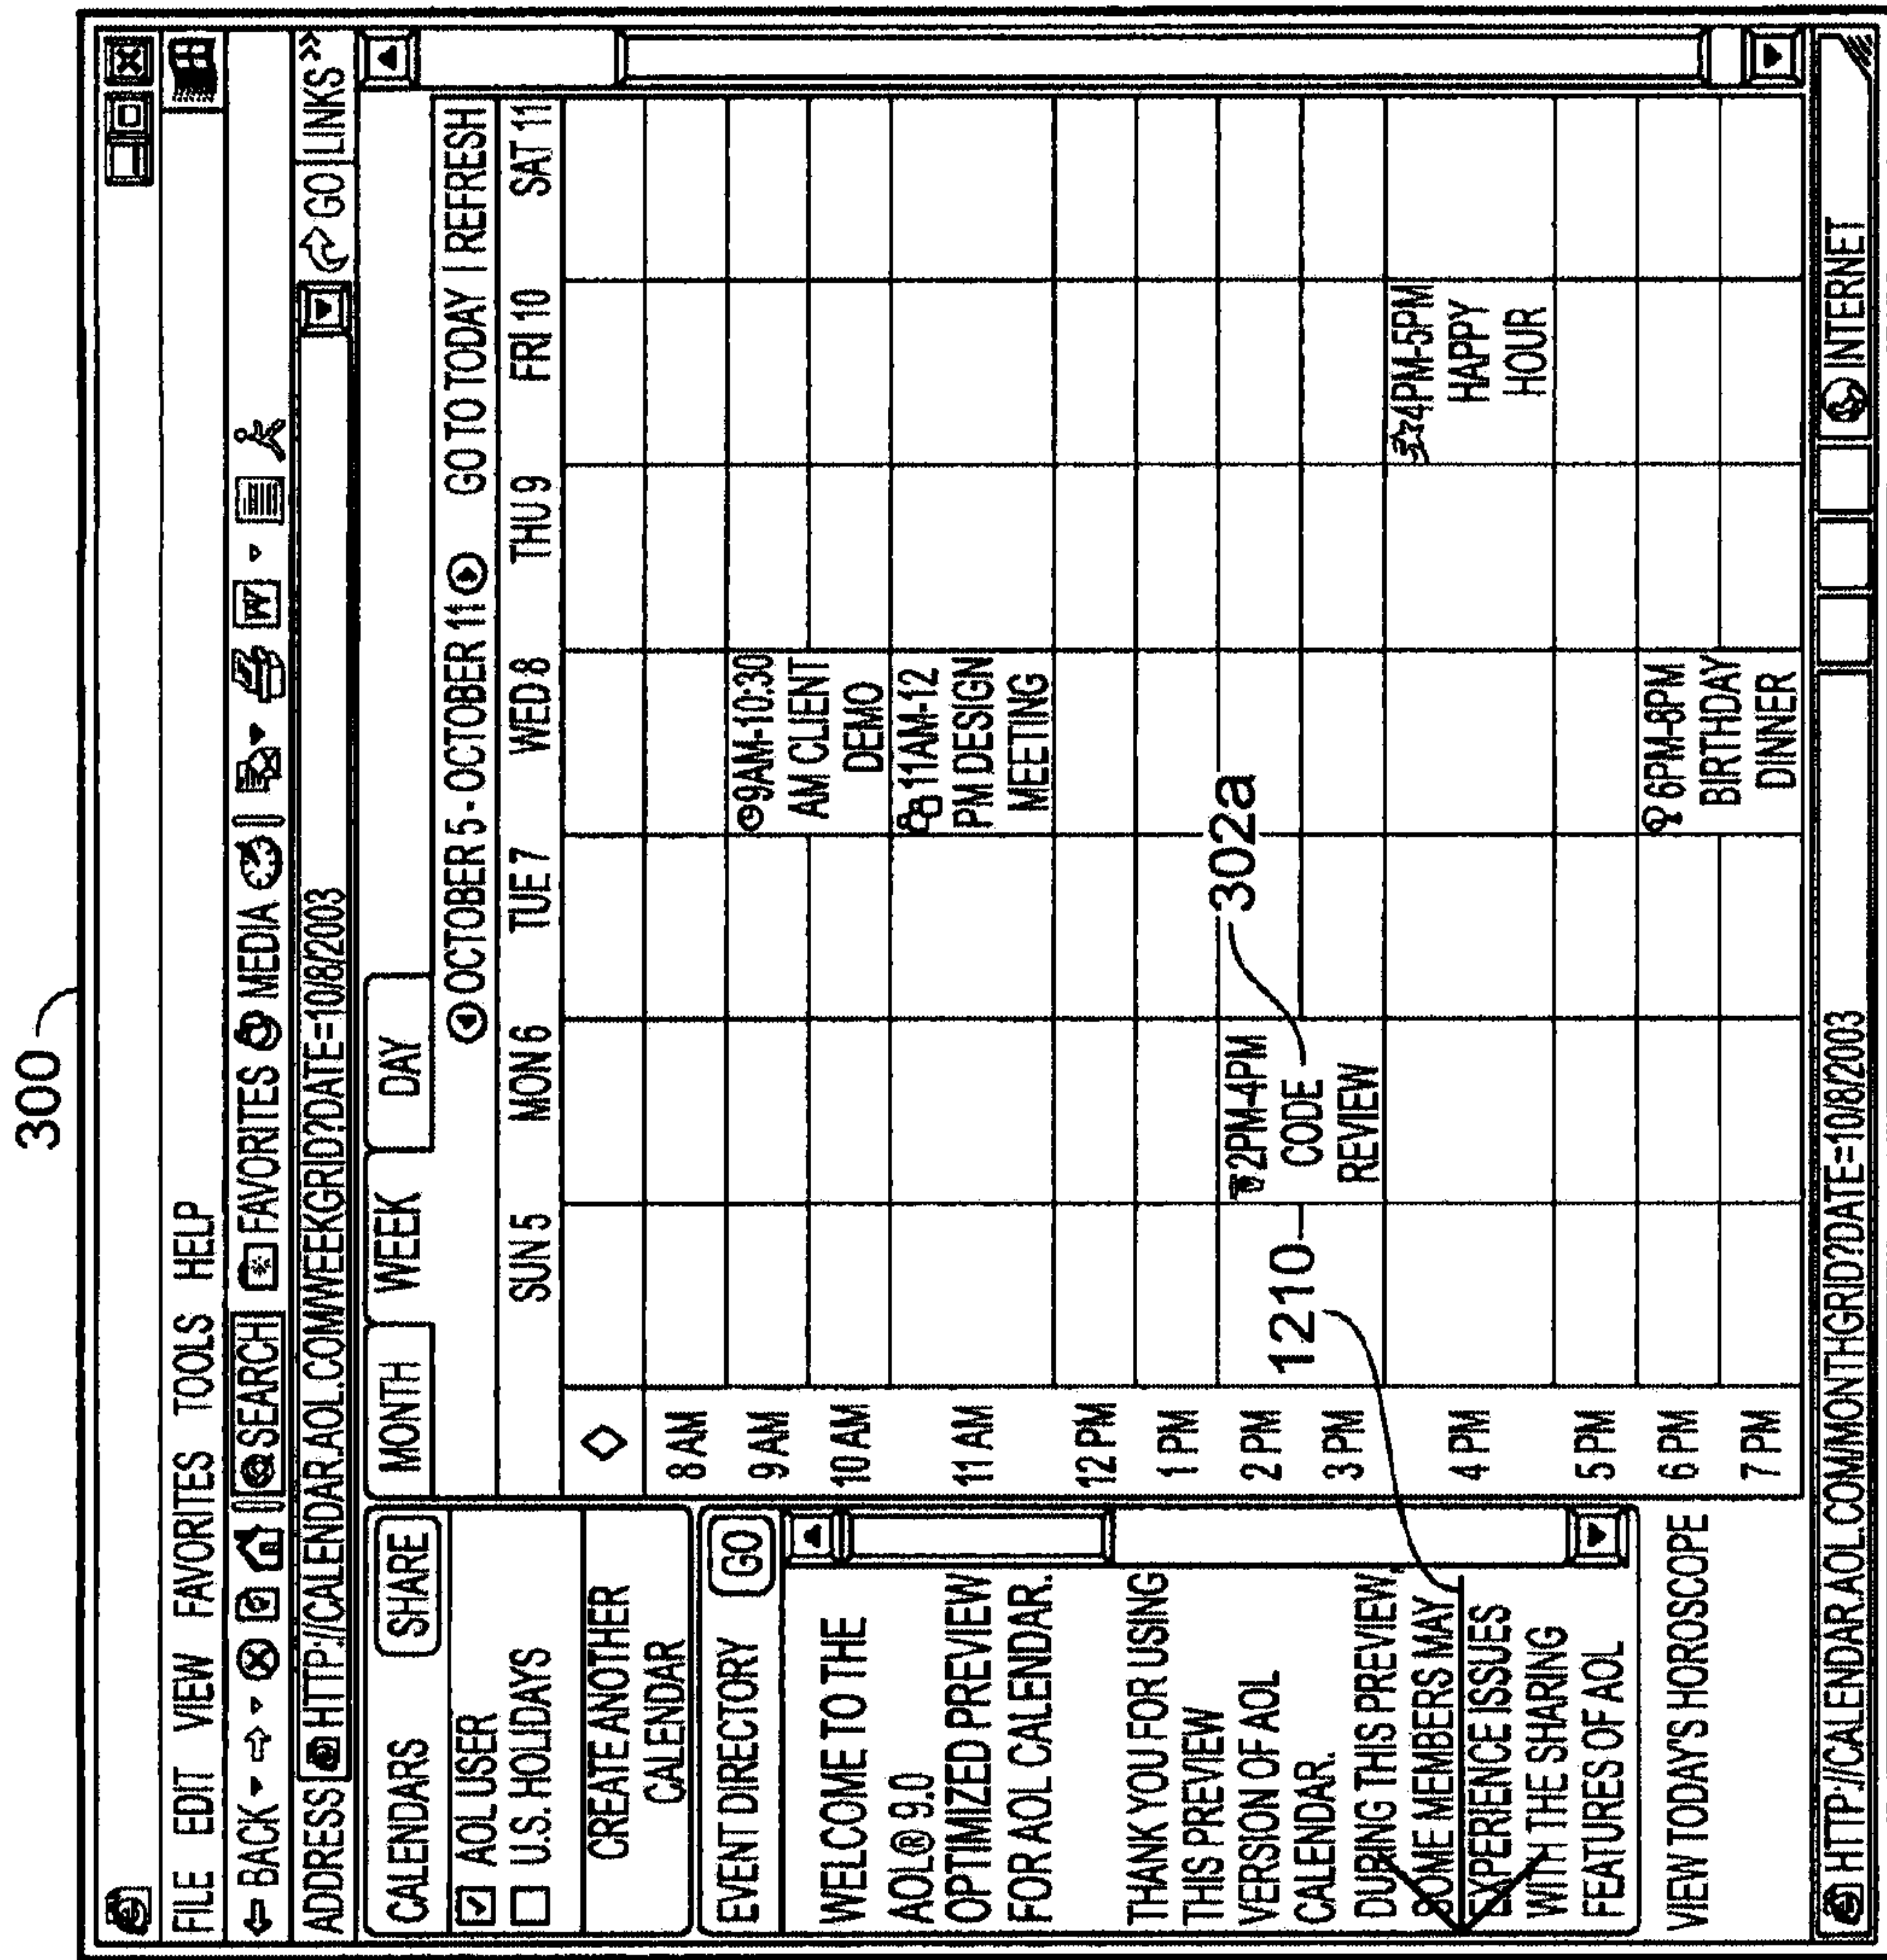 300
FILE EDIT VIEW FAVORITES TOOLS HELP
BACK SEARCH FAVORITES MEDIA W
ADDRESS HTTP://CALENDAR.AOL.COM/WEEKGRID?DATE=10/8/2003 GO LINKS »
CALENDARS SHARE
AOL USER
U.S. HOLIDAYS
CREATE ANOTHER
CALENDAR
EVENT DIRECTORY GO
WELCOME TO THE
AOL® 9.0
OPTIMIZED PREVIEW
FOR AOL CALENDAR.
THANK YOU FOR USING
THIS PREVIEW
VERSION OF AOL
CALENDAR.
DURING THIS PREVIEW,
SOME MEMBERS MAY
EXPERIENCE ISSUES
WITH THE SHARING
FEATURES OF AOL
VIEW TODAY'S HOROSCOPE
MONTH WEEK DAY
OCTOBER 5 - OCTOBER 11 GO TO TODAY | REFRESH
SUN 5 MON 6 TUE 7 WED 8 THU 9 FRI 10 SAT 11
8 AM
9 AM
10 AM
11 AM
12 PM
1 PM
2 PM
3 PM
4 PM
5 PM
6 PM
7 PM
9AM-10:30
AM CLIENT
DEMO
11AM-12
PM DESIGN
MEETING
2PM-4PM
CODE
REVIEW
302a
1210
4PM-5PM
HAPPY
HOUR
6PM-8PM
BIRTHDAY
DINNER
HTTP://CALENDAR.AOL.COM/MONTHGRID?DATE=10/8/2003 INTERNET